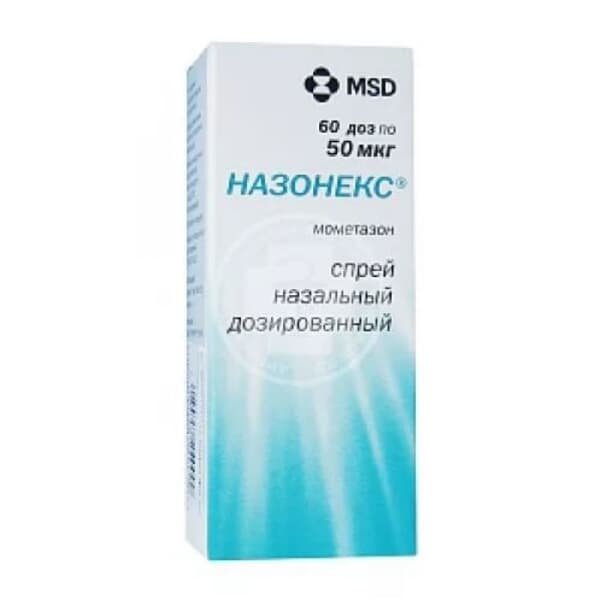 MSD
60 доз по
50 мкг
НАЗОНЕКС®
мометазон
спрей
назальный
дозированный